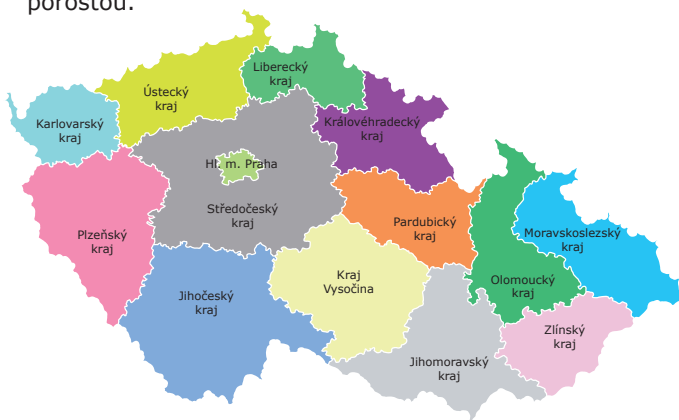 porostou.
Liberecký
kraj
Ústecký
kraj
Karlovarský
kraj
Královéhradecký
kraj
Hl. m. Praha
Středočeský
kraj
Pardubický
kraj
Plzeňský
kraj
Moravskoslezský
kraj
Kraj
Vysočina
Olomoucký
kraj
Jihočeský
kraj
Zlínský
kraj
Jihomoravský
kraj